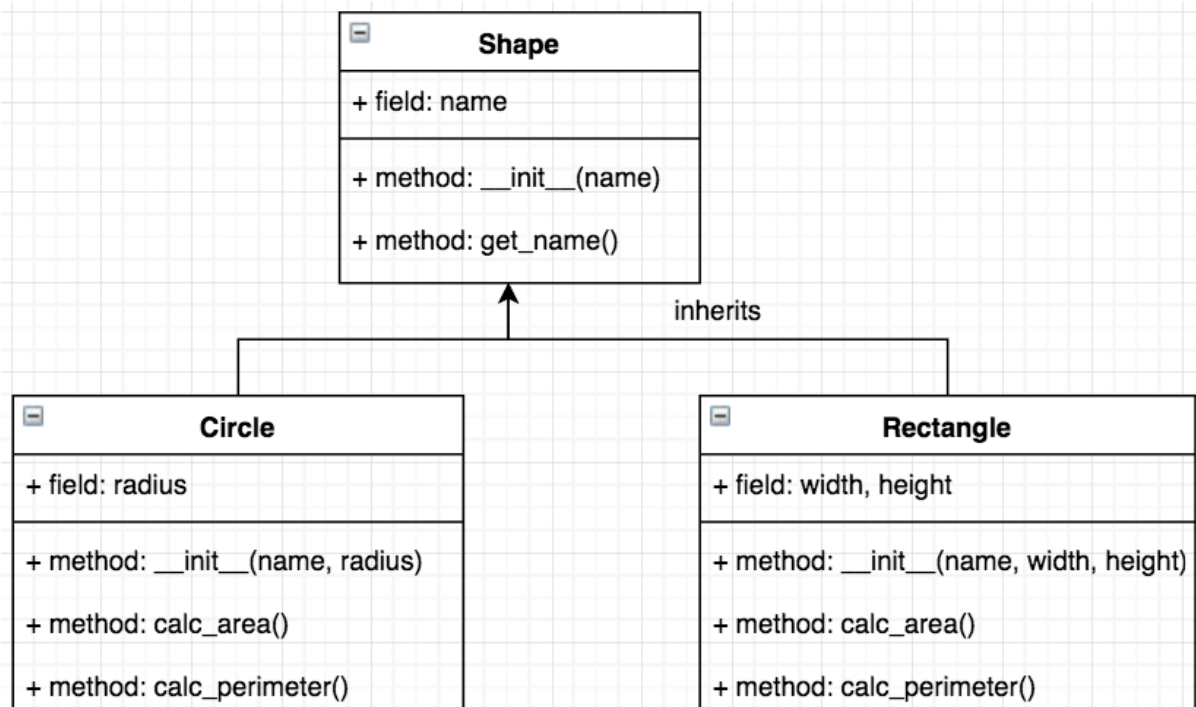 Shape
+ field: name
+ method: __init__(name)
+ method: get_name()
inherits
Circle
+ field: radius
+ method: __init__(name, radius)
+ method: calc_area()
+ method: calc_perimeter()
Rectangle
+ field: width, height
+ method: __init__(name, width, height)
+ method: calc_area()
+ method: calc_perimeter()